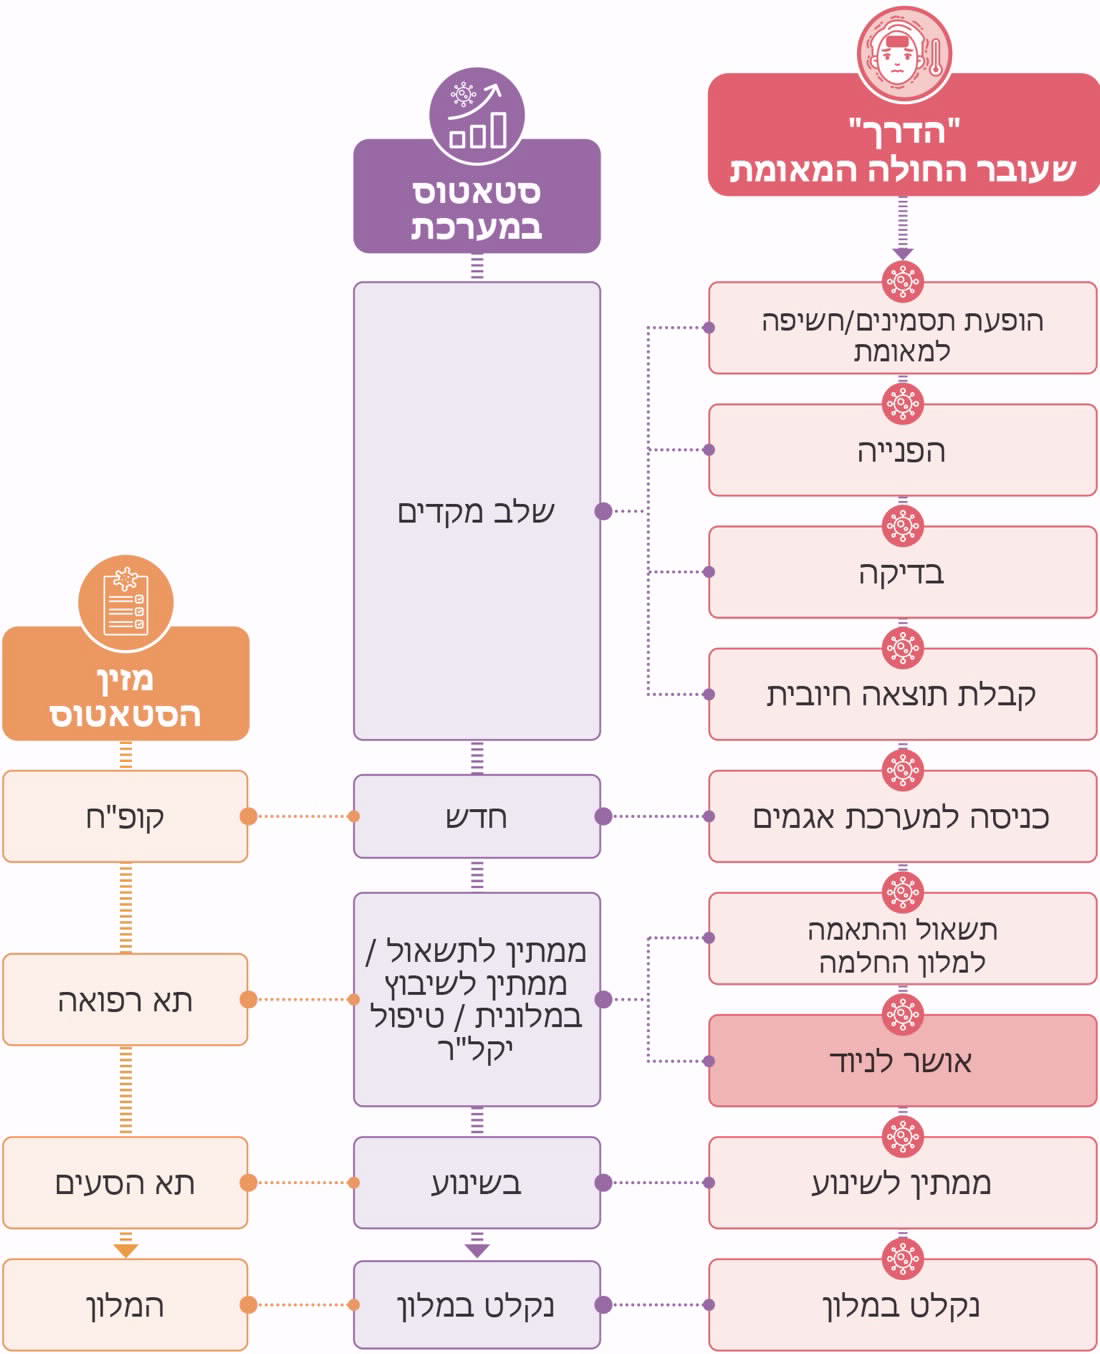 "הדרך"
שעובר החולה המאומת
הופעת תסמינים/חשיפה
למאומת
הפנייה
בדיקה
קבלת תוצאה חיובית
כניסה למערכת אגמים
תשאול והתאמה
למלון החלמה
אושר לניוד
ממתין לשינוע
נקלט במלון
סטאטוס
במערכת
שלב מקדים
חדש
ממתין לתשאול /
ממתין לשיבוץ
במלונית / טיפול
יקל"ר
בשינוע
נקלט במלון
מזין
הסטאטוס
קופ"ח
תא רפואה
תא הסעים
המלון